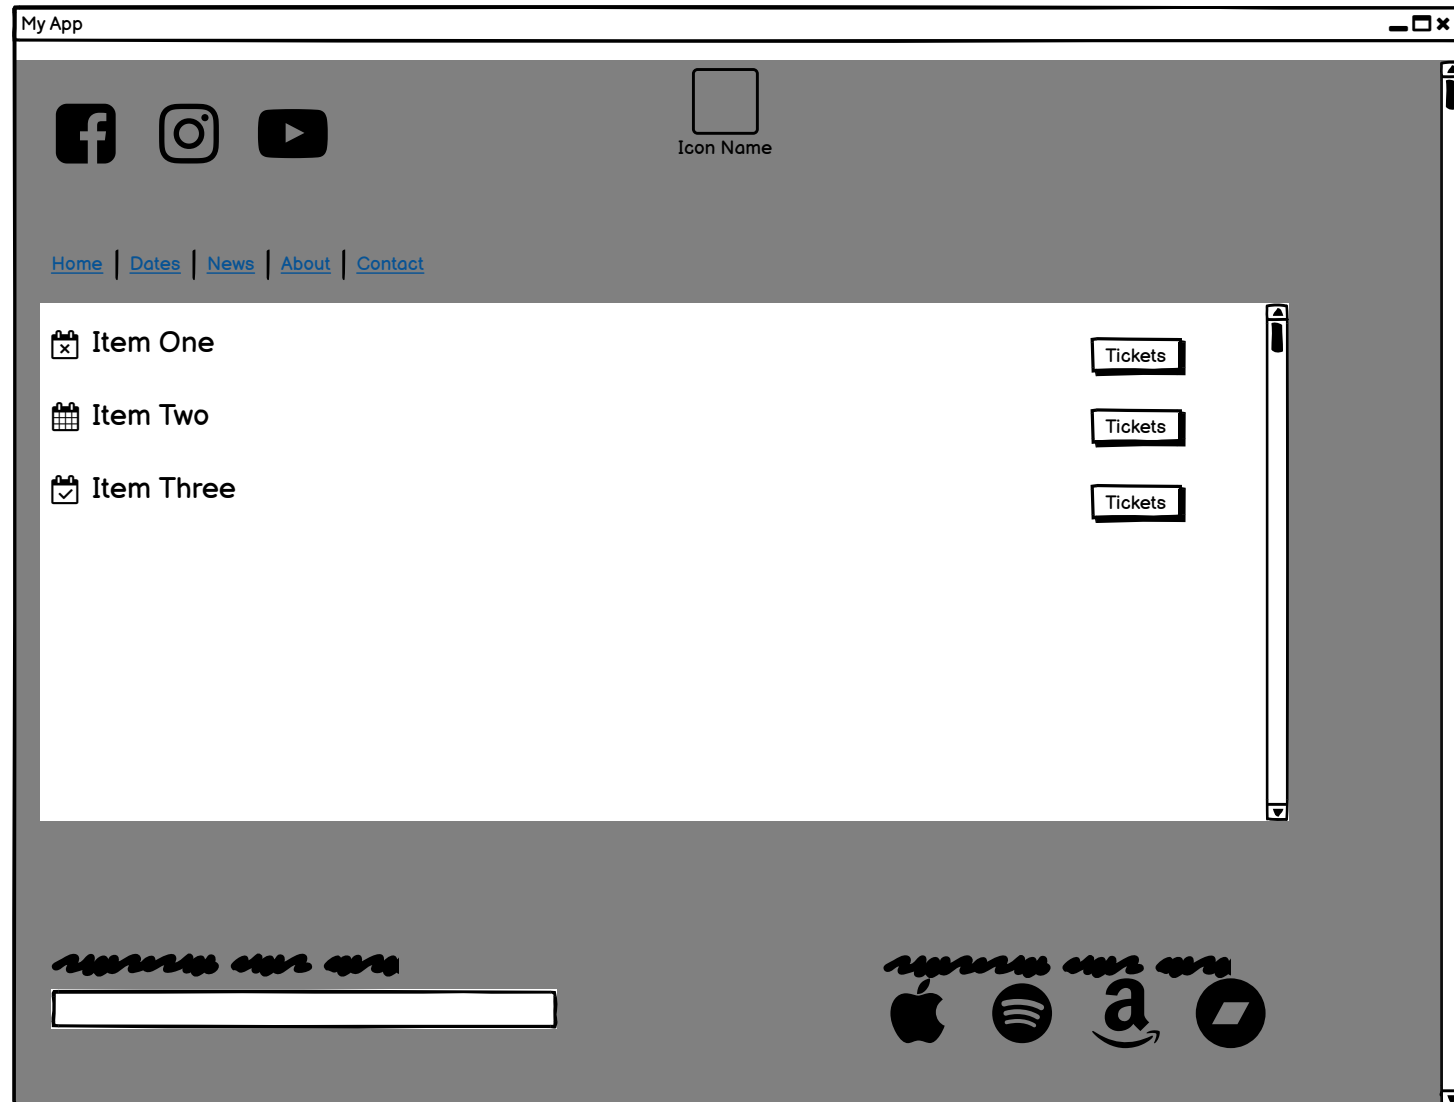 My App
Icon Name
Home Dates News About Contact
Item One
Tickets
Item Two
Tickets
Item Three
Tickets